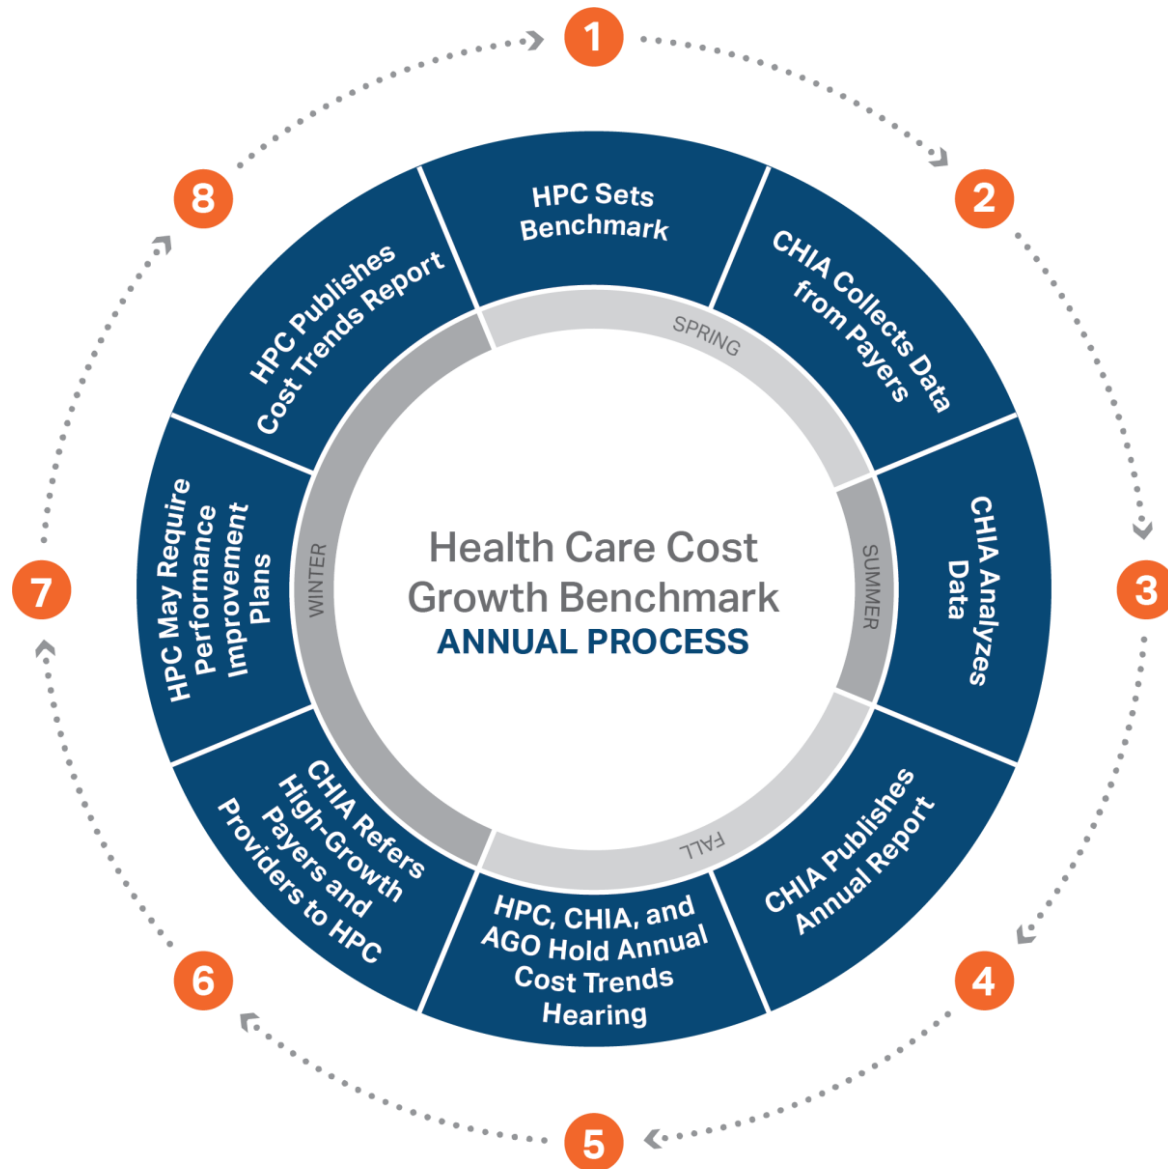 1
HPC Sets
Benchmark
2
CHIA Collects Data
from Payers
3
CHIA Analyzes
Data
4
CHIA Publishes
Annual Report
5
HPC, CHIA, and
AGO Hold Annual
Cost Trends
Hearing
6
CHIA Refers
High-Growth
Payers and
Providers to HPC
7
HPC May Require
Performance
Improvement
Plans
8
HPC Publishes
Cost Trends Report
SPRING
SUMMER
FALL
WINTER
Health Care Cost
Growth Benchmark
ANNUAL PROCESS